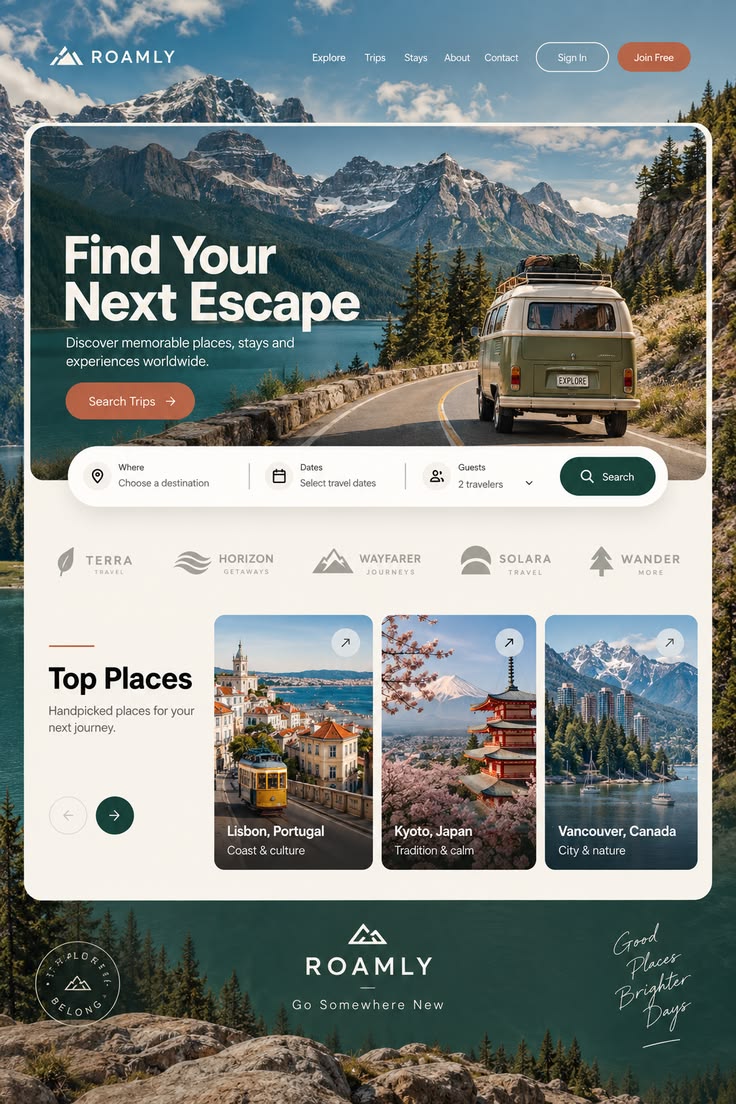 ROAMLY
Explore Trips Stays About Contact Sign In Join Free
Find Your
Next Escape
Discover memorable places, stays and
experiences worldwide.
Search Trips
EXPLORE
Where
Choose a destination
Dates
Select travel dates
Guests
2 travelers
Search
TERRA
TRAVEL
HORIZON
GETAWAYS
WAYFARER
JOURNEYS
SOLARA
TRAVEL
WANDER
MORE
Top Places
Handpicked places for your
next journey.
Lisbon, Portugal
Coast & culture
Kyoto, Japan
Tradition & calm
Vancouver, Canada
City & nature
BELONG
ROAMLY
Go Somewhere New
Good
Places
Brighter
Days